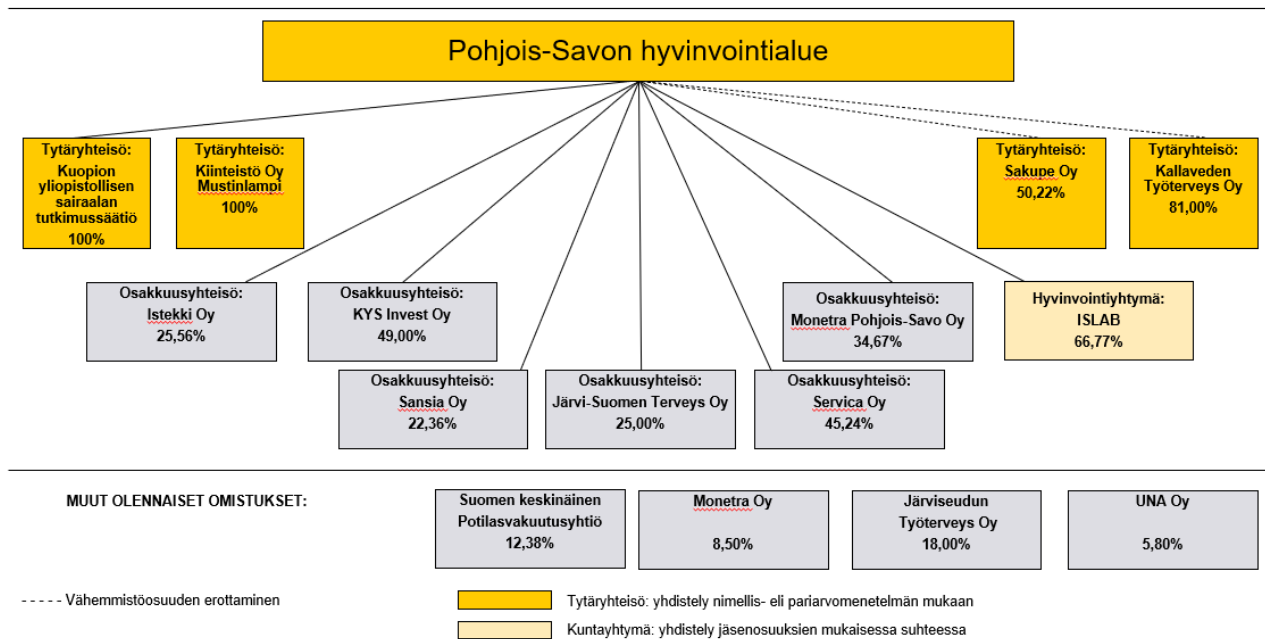 Pohjois-Savon hyvinvointialue
Tytäryhteisö:
Kuopion
yliopistollisen
sairaalan
tutkimussäätiö
100%
Tytäryhteisö:
Kiinteistö Oy
Mustinlampi
100%
Tytäryhteisö:
Sakupe Oy
50,22%
Tytäryhteisö:
Kallaveden
Työterveys Oy
81,00%
Osakkuusyhteisö:
Istekki Oy
25,56%
Osakkuusyhteisö:
KYS Invest Oy
49,00%
Osakkuusyhteisö:
Monetra Pohjois-Savo Oy
34,67%
Hyvinvointiyhtymä:
ISLAB
66,77%
Osakkuusyhteisö:
Sansia Oy
22,36%
Osakkuusyhteisö:
Järvi-Suomen Terveys Oy
25,00%
Osakkuusyhteisö:
Servica Oy
45,24%
MUUT OLENNAISET OMISTUKSET:
Suomen keskinäinen
Potilasvakuutusyhtiö
12,38%
Monetra Oy
8,50%
Järviseudun
Työterveys Oy
18,00%
UNA Oy
5,80%
----- Vähemmistöosuuden erottaminen
Tytäryhteisö: yhdistely nimellis- eli pariarvomenetelmän mukaan
Kuntayhtymä: yhdistely jäsenosuuksien mukaisessa suhteessa